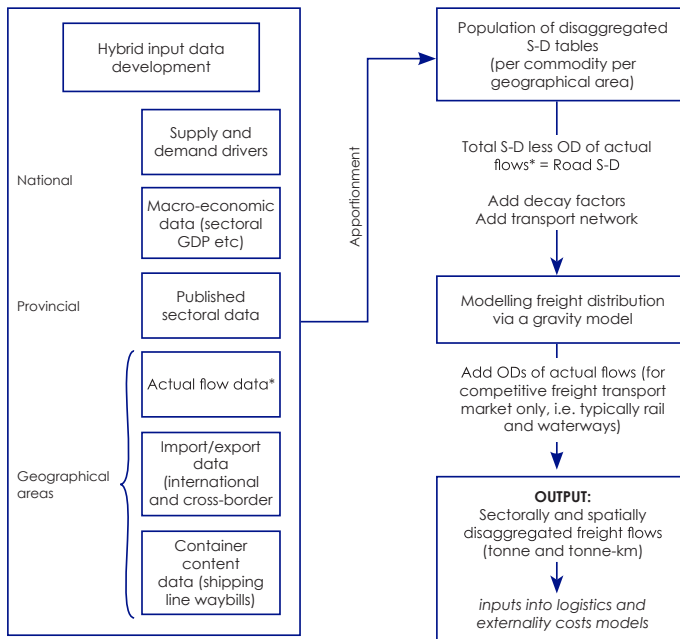 Hybrid input data
development
National
Supply and
demand drivers
Macro-economic
data (sectoral
GDP etc)
Provincial
Published
sectoral data
Geographical
areas
Actual flow data*
Import/export
data
(international
and cross-border
Container
content
data (shipping
line waybills)
Apportionment
Population of disaggregated
S-D tables
(per commodity per
geographical area)
Total S-D less OD of actual
flows* = Road S-D
Add decay factors
Add transport network
Modelling freight distribution
via a gravity model
Add ODs of actual flows (for
competitive freight transport
market only, i.e. typically rail
and waterways)
OUTPUT:
Sectorally and spatially
disaggregated freight flows
(tonne and tonne-km)
inputs into logistics and
externality costs models